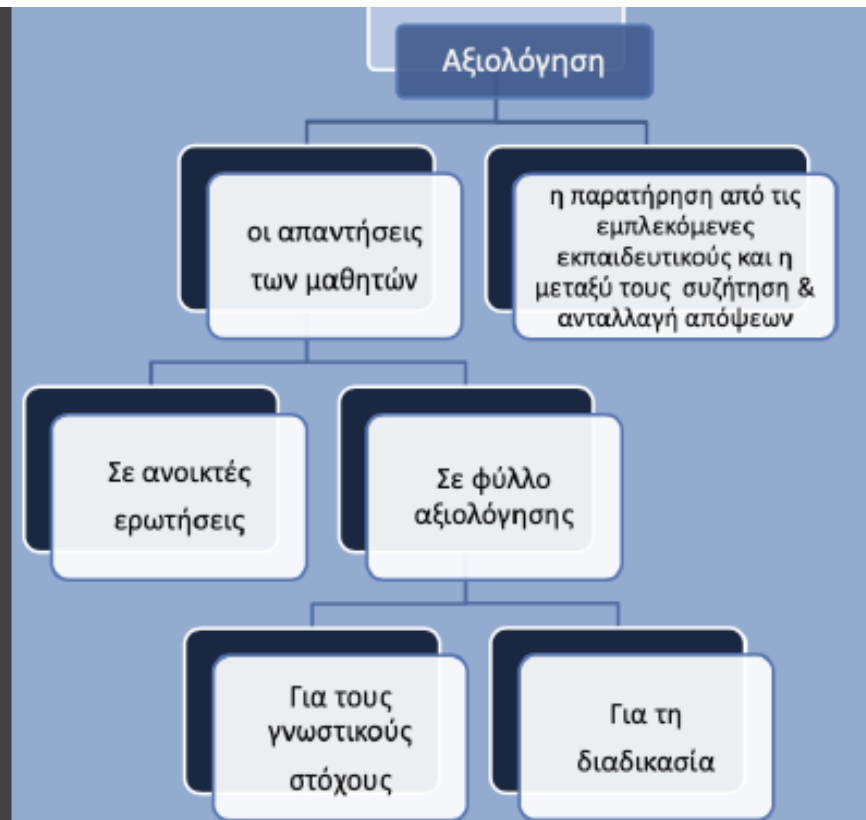 Αξιολόγηση
οι απαντήσεις
των μαθητών
η παρατήρηση από τις
εμπλεκόμενες
εκπαιδευτικούς και η
μεταξύ τους συζήτηση &
ανταλλαγή απόψεων
Σε ανοικτές
ερωτήσεις
Σε φύλλο
αξιολόγησης
Για τους
γνωστικούς
στόχους
Για τη
διαδικασία